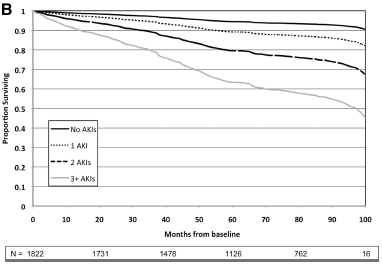 B
1
0.9
0.8
0.7
0.6
0.5
0.4
0.3
0.2
0.1
0
Proportion Surviving
No AKIs
1 AKI
2 AKIs
3+ AKIs
0 10 20 30 40 50 60 70 80 90 100
Months from baseline
N = 1822 1731 1478 1126 762 16